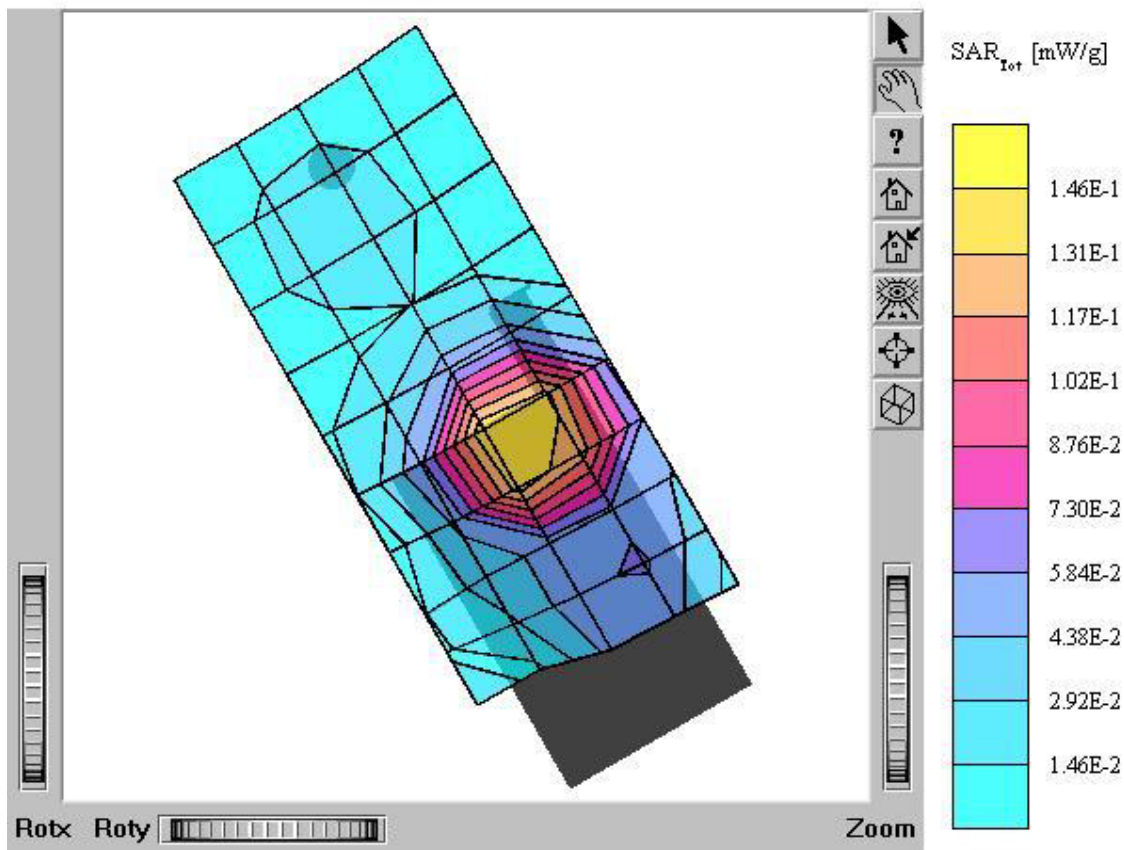 SAR_Tot [mW/g]
?
1.46E-1
1.31E-1
1.17E-1
1.02E-1
8.76E-2
7.30E-2
5.84E-2
4.38E-2
2.92E-2
1.46E-2
Rotx Roty Zoom